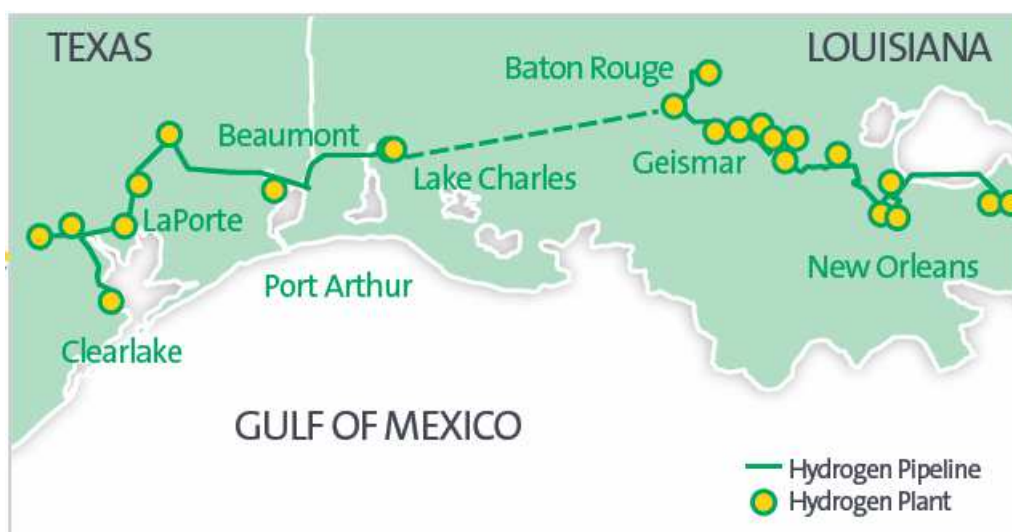 TEXAS
LOUISIANA
Baton Rouge
Beaumont
Geismar
Lake Charles
LaPorte
New Orleans
Port Arthur
Clearlake
GULF OF MEXICO
Hydrogen Pipeline
Hydrogen Plant